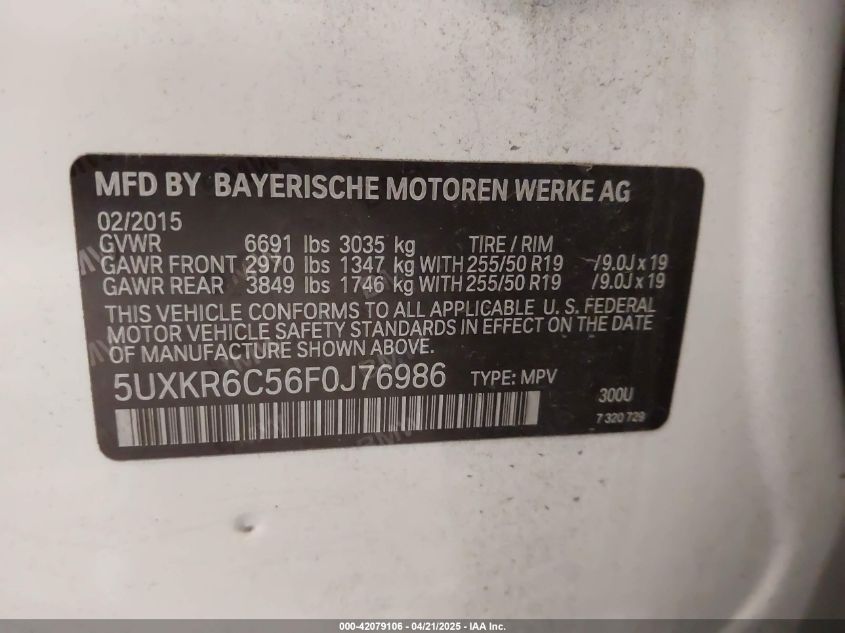 MFD BY BAYERISCHE MOTOREN WERKE AG
02/2015
GVWR 6691 lbs 3035 kg TIRE / RIM
GAWR FRONT 2970 lbs 1347 kg WITH 255/50 R19 /9.0J x 19
GAWR REAR 3849 lbs 1746 kg WITH 255/50 R19 /9.0J x 19
THIS VEHICLE CONFORMS TO ALL APPLICABLE U.S. FEDERAL
MOTOR VEHICLE SAFETY STANDARDS IN EFFECT ON THE DATE
OF MANUFACTURE SHOWN ABOVE.
5UXKR6C56F0J76986 TYPE: MPV
300U
7 320 729
000-42079106 - 04/21/2025 - IAA Inc.